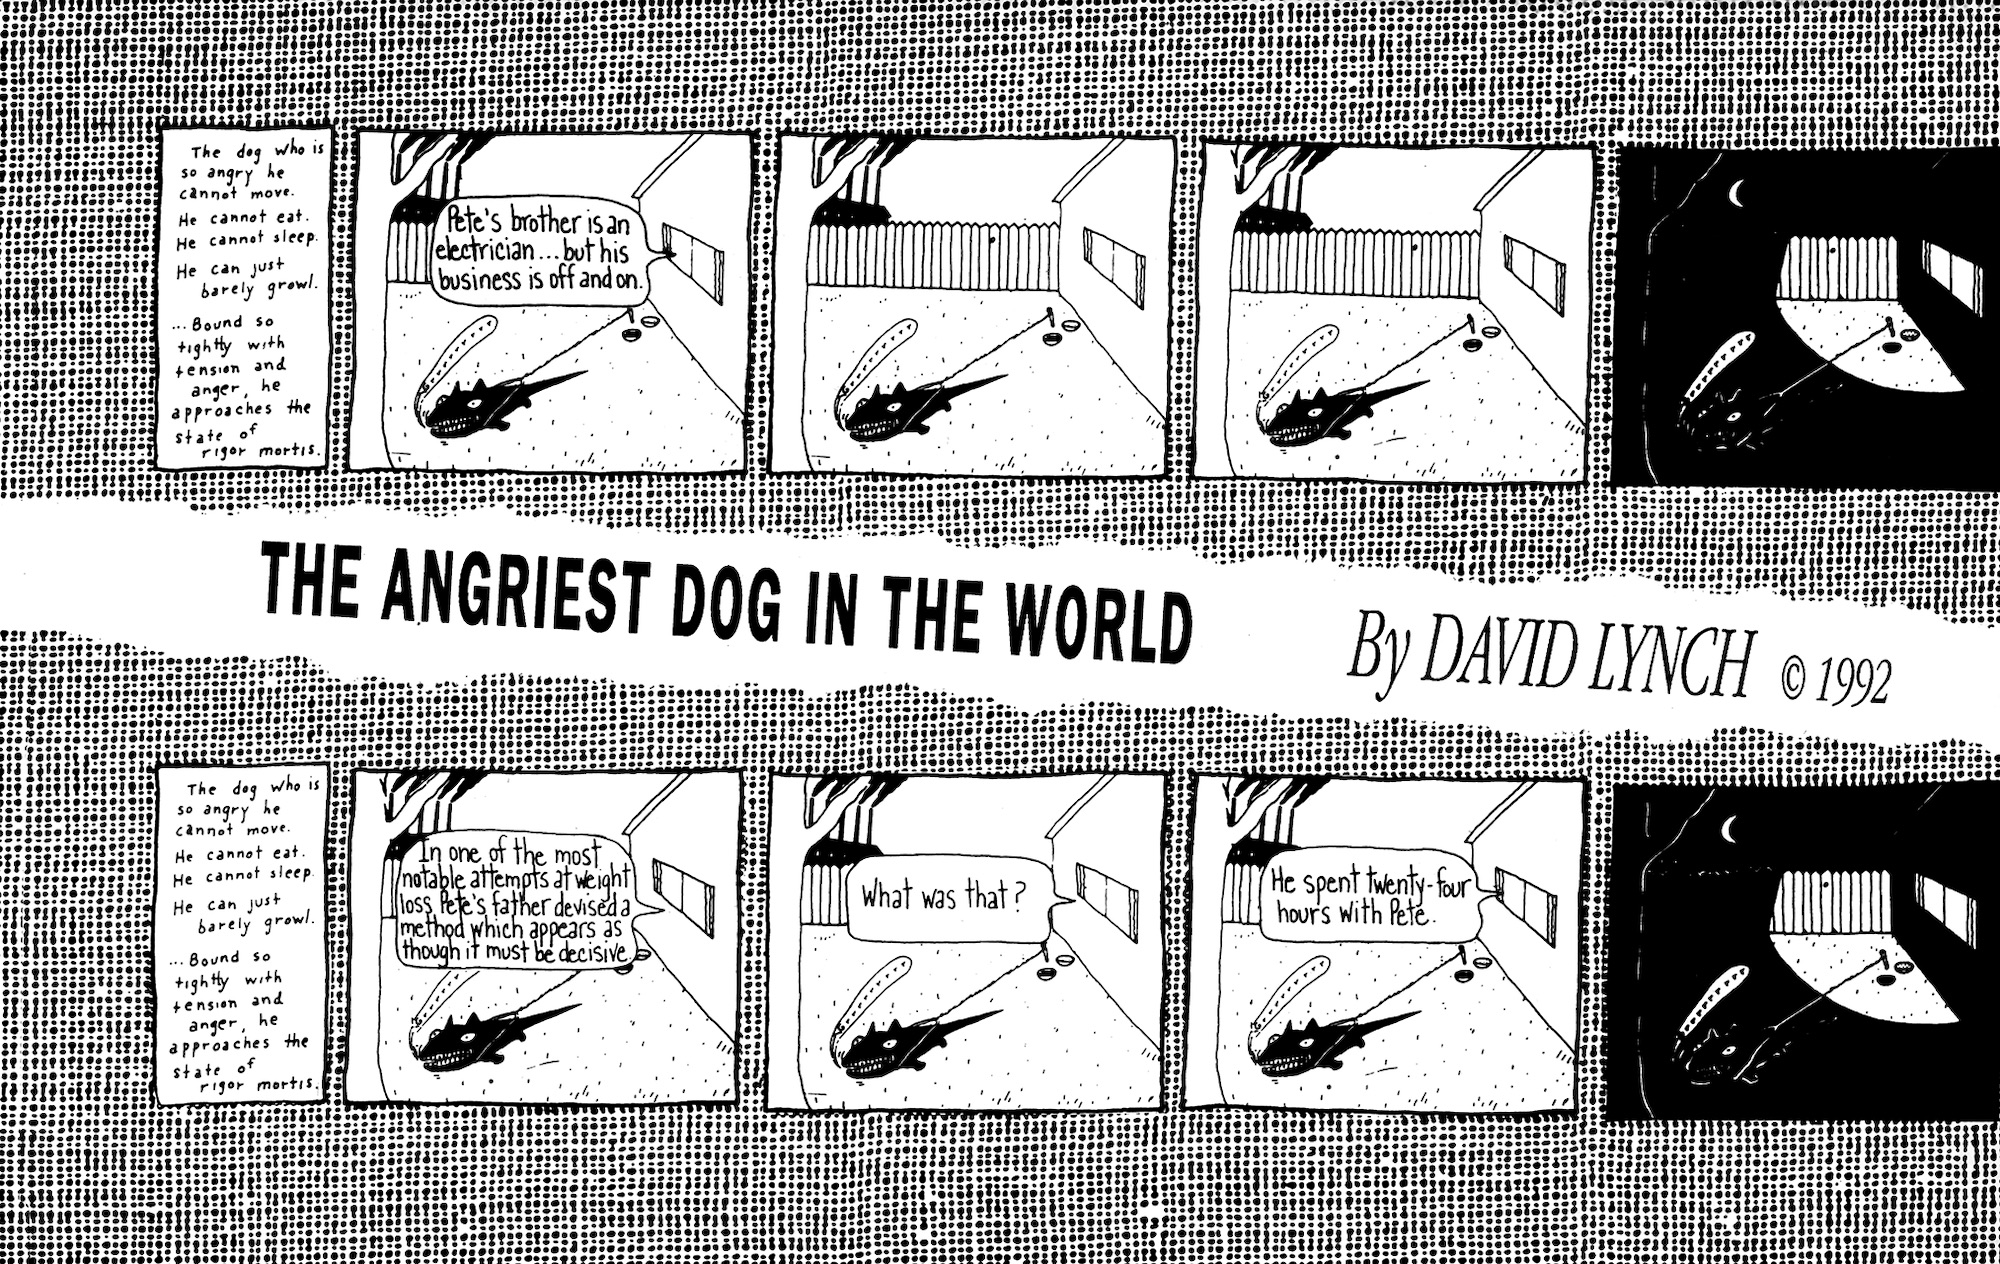 The dog who is
so angry he
cannot move.
He cannot eat.
He cannot sleep.
He can just
barely growl.
...Bound so
tightly with
tension and
anger, he
approaches the
state of
rigor mortis.
Pete's brother is an
electrician...but his
business is off and on.
THE ANGRIEST DOG IN THE WORLD
By DAVID LYNCH © 1992
The dog who is
so angry he
cannot move.
He cannot eat.
He cannot sleep.
He can just
barely growl.
...Bound so
tightly with
tension and
anger, he
approaches the
state of
rigor mortis.
In one of the most
notable attempts at weight
loss Pete's father devised a
method which appears as
though it must be decisive.
What was that?
He spent twenty-four
hours with Pete..